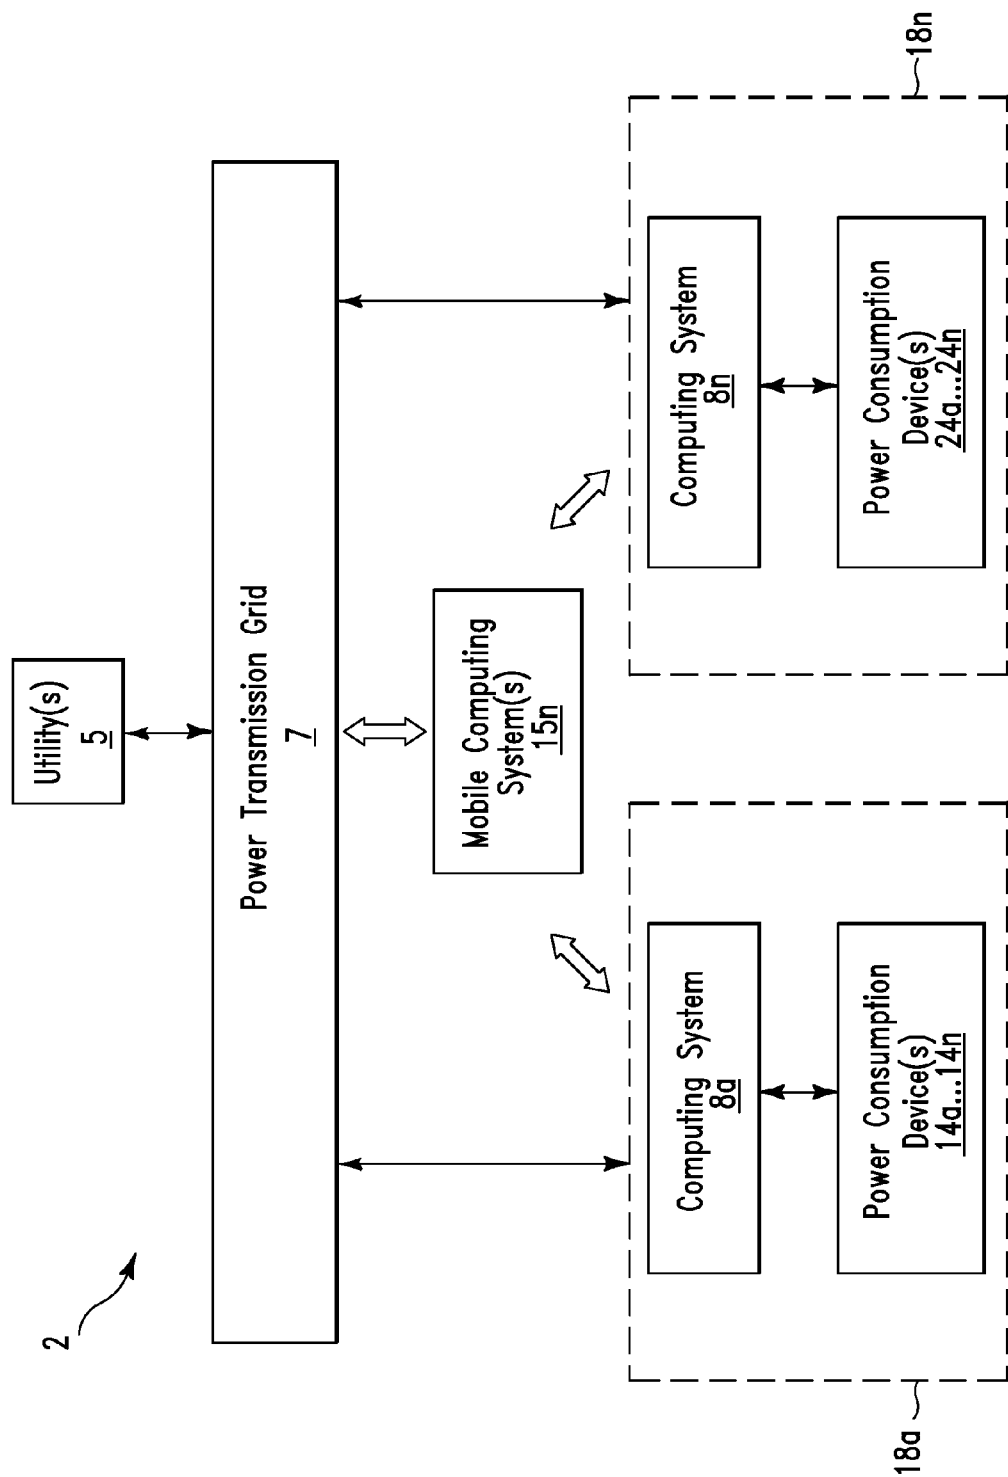 2
Utility(s)
5
Power Transmission Grid
7
Mobile Computing
System(s)
15n
Computing System
8a
Power Consumption
Device(s)
14a...14n
18a
Computing System
8n
Power Consumption
Device(s)
24a...24n
18n